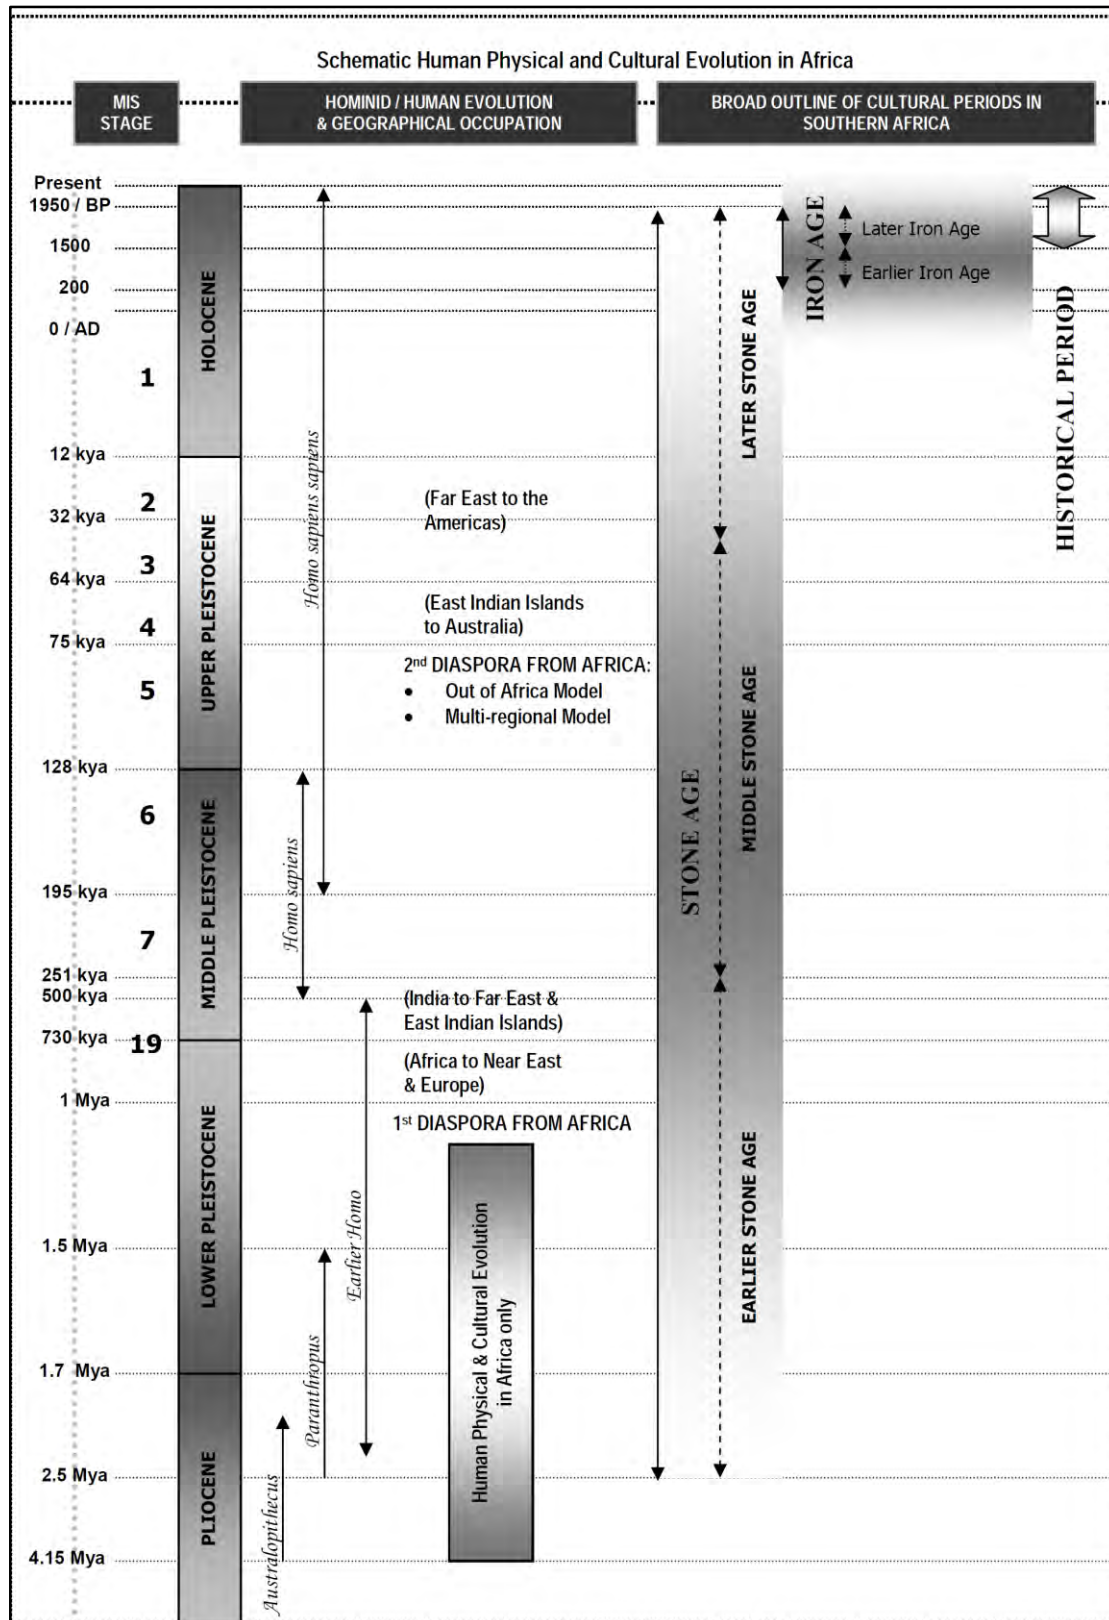 Schematic Human Physical and Cultural Evolution in Africa
MIS
STAGE
HOMINID / HUMAN EVOLUTION
& GEOGRAPHICAL OCCUPATION
BROAD OUTLINE OF CULTURAL PERIODS IN
SOUTHERN AFRICA
Present
1950 / BP
1500
200
0 / AD
12 kya
32 kya
64 kya
75 kya
128 kya
195 kya
251 kya
500 kya
730 kya
1 Mya
1.5 Mya
1.7 Mya
2.5 Mya
4.15 Mya
1
2
3
4
5
6
7
19
HOLOCENE
UPPER PLEISTOCENE
MIDDLE PLEISTOCENE
LOWER PLEISTOCENE
PLIOCENE
Homo sapiens sapiens
Homo sapiens
Earlier Homo
Paranthropus
Australopithecus
(Far East to the
Americas)
(East Indian Islands
to Australia)
2nd DIASPORA FROM AFRICA:
• Out of Africa Model
• Multi-regional Model
(India to Far East &
East Indian Islands)
(Africa to Near East
& Europe)
1st DIASPORA FROM AFRICA
Human Physical & Cultural Evolution
in Africa only
STONE AGE
LATER STONE AGE
MIDDLE STONE AGE
EARLIER STONE AGE
IRON AGE
Later Iron Age
Earlier Iron Age
HISTORICAL PERIOD